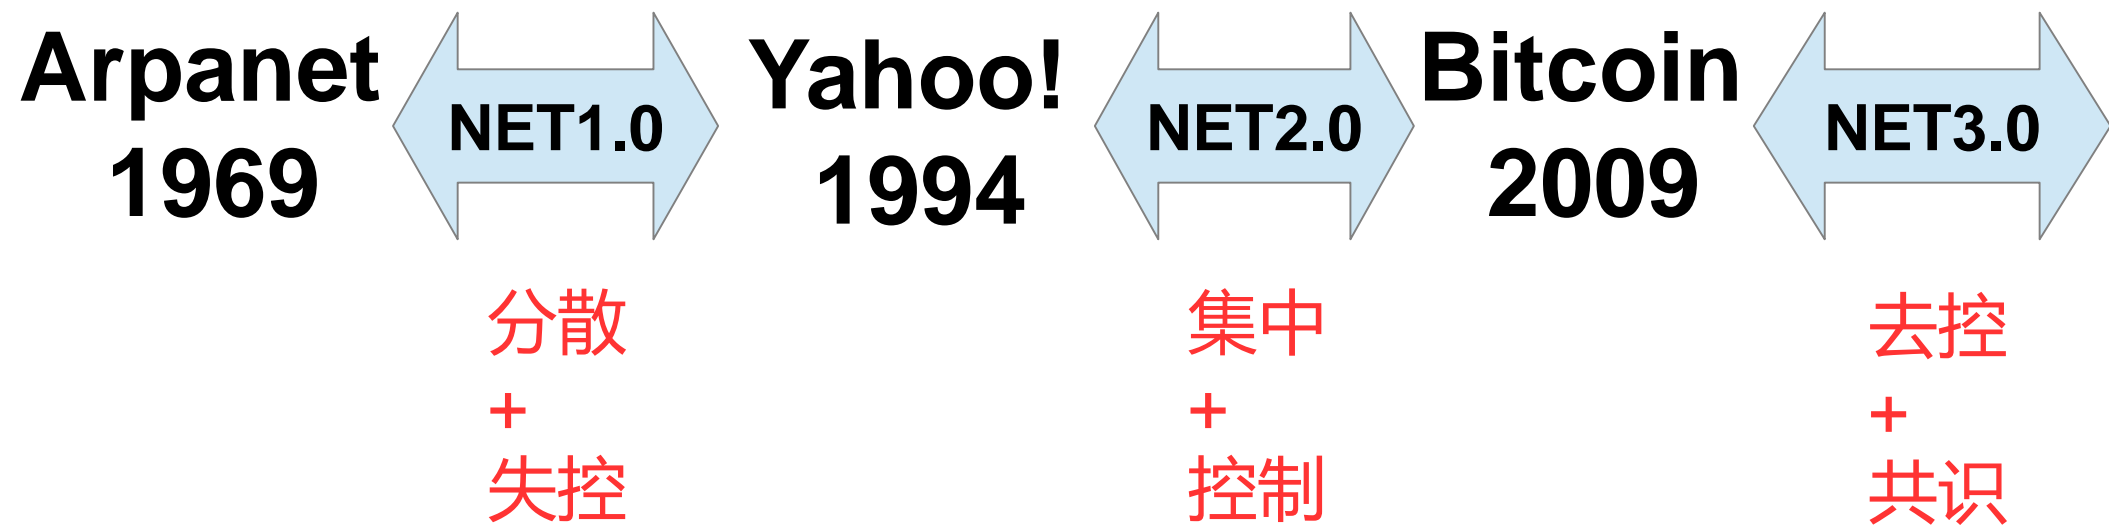 Arpanet
1969
NET1.0
Yahoo!
1994
NET2.0
Bitcoin
2009
NET3.0
分散
+
失控
集中
+
控制
去控
+
共识